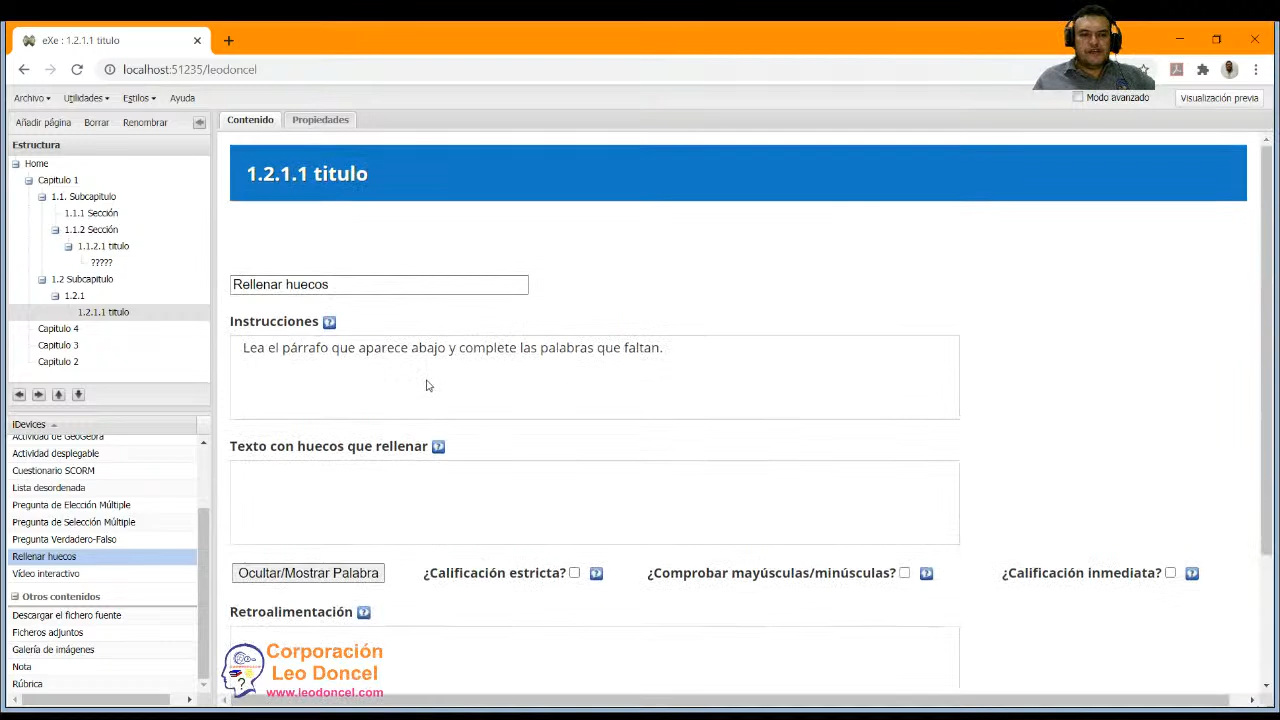 eXe : 1.2.1.1 titulo
localhost:51235/leodoncel
Archivo Utilidades Estilos Ayuda
Modo avanzado
Visualización previa
Añadir página Borrar Renombrar
Contenido Propiedades
Estructura
Home
Capitulo 1
1.1. Subcapitulo
1.1.1 Sección
1.1.2 Sección
1.1.2.1 titulo
?????
1.2 Subcapitulo
1.2.1
1.2.1.1 titulo
Capitulo 4
Capitulo 3
Capitulo 2
iDevices
Actividad de GeoGebra
Actividad desplegable
Cuestionario SCORM
Lista desordenada
Pregunta de Elección Múltiple
Pregunta de Selección Múltiple
Pregunta Verdadero-Falso
Rellenar huecos
Vídeo interactivo
Otros contenidos
Descargar el fichero fuente
Ficheros adjuntos
Galería de imágenes
Nota
Rúbrica
1.2.1.1 titulo
Rellenar huecos
Instrucciones ?
Lea el párrafo que aparece abajo y complete las palabras que faltan.
Texto con huecos que rellenar ?
Ocultar/Mostrar Palabra ¿Calificación estricta? ? ¿Comprobar mayúsculas/minúsculas? ? ¿Calificación inmediata? ?
Retroalimentación ?
?
Corporación
Leo Doncel
www.leodoncel.com